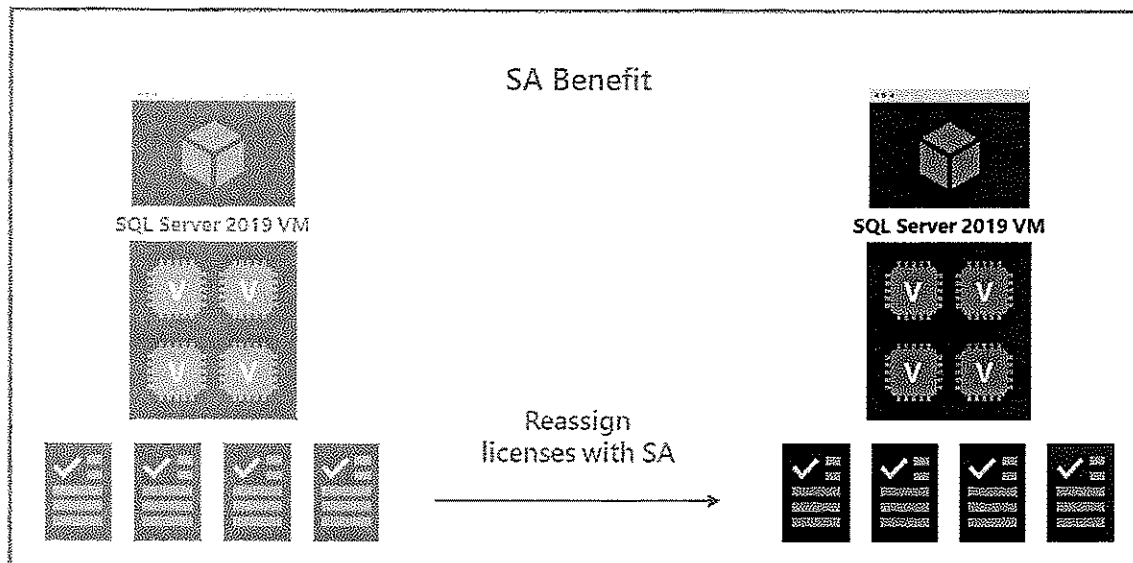 SA Benefit
SQL Server 2019 VM
SQL Server 2019 VM
V V
V V
V V
V V
Reassign
licenses with SA